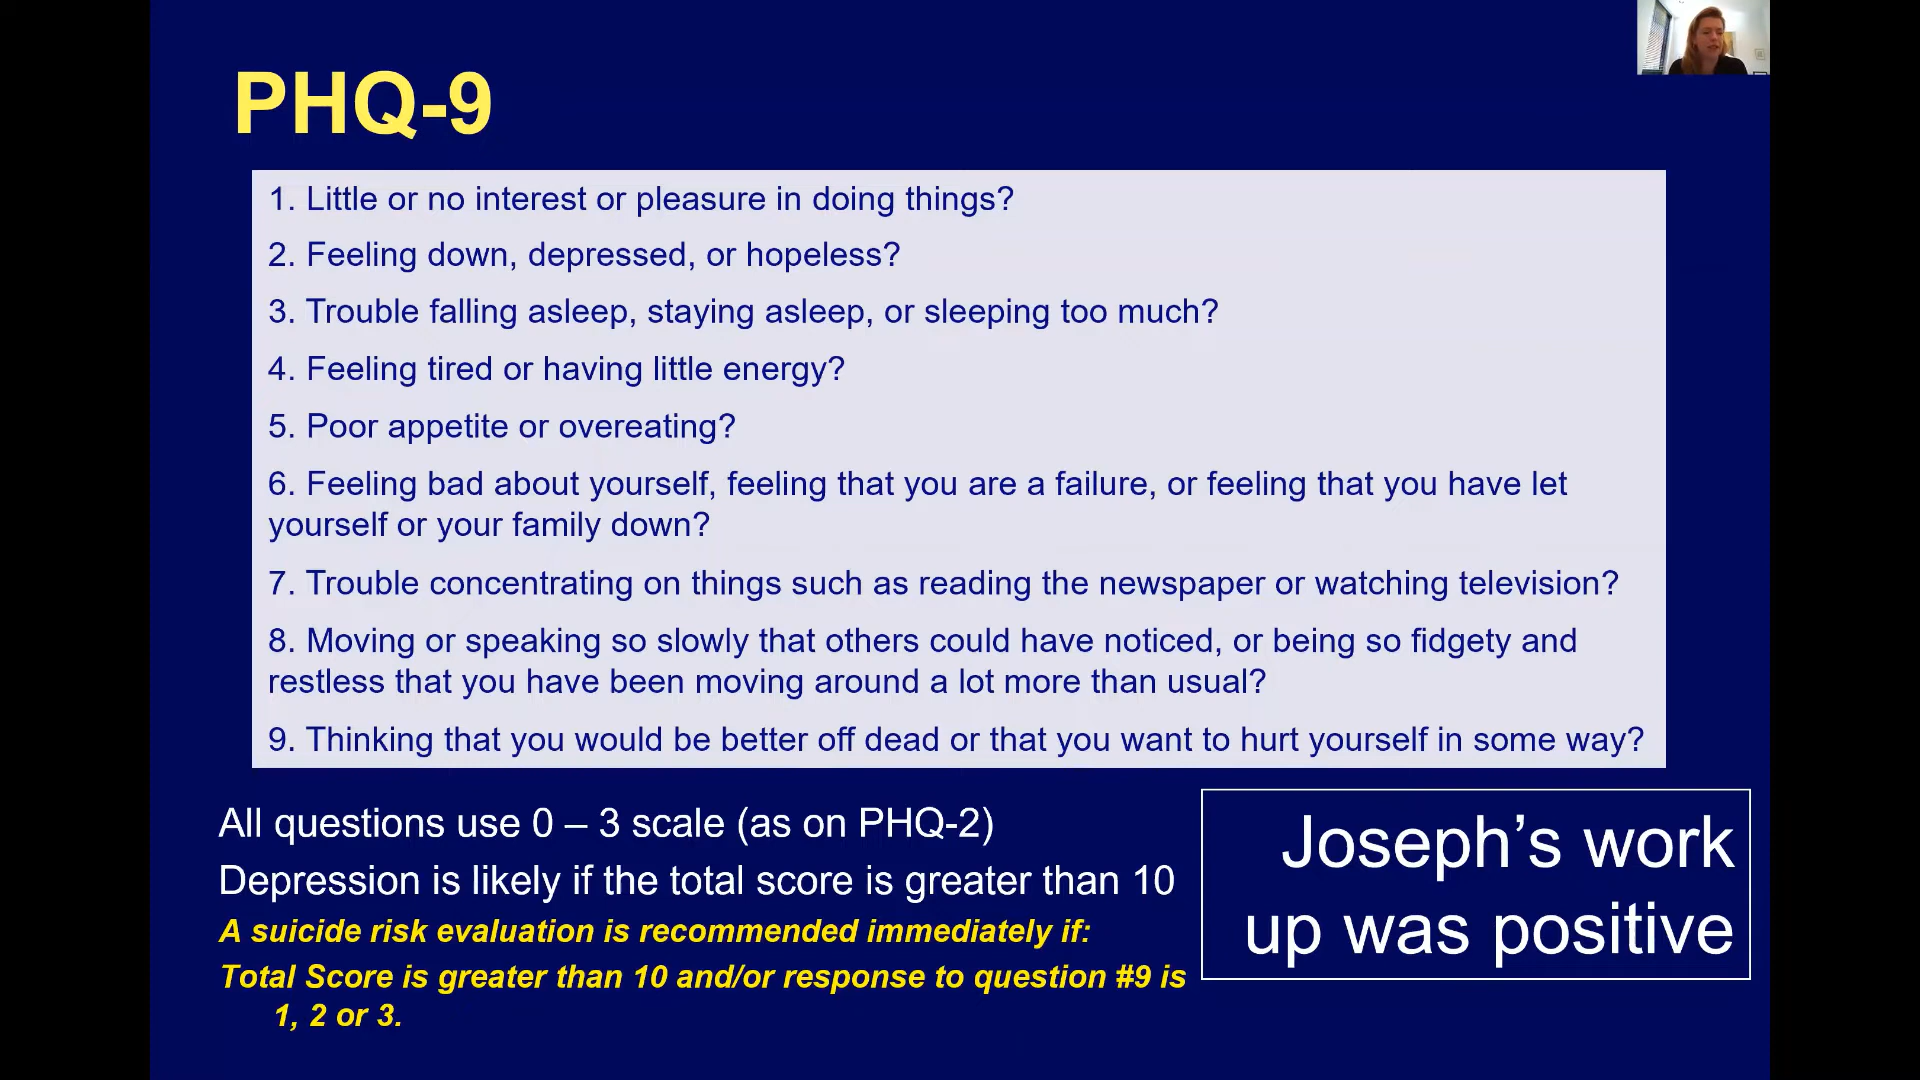 PHQ-9
1. Little or no interest or pleasure in doing things?
2. Feeling down, depressed, or hopeless?
3. Trouble falling asleep, staying asleep, or sleeping too much?
4. Feeling tired or having little energy?
5. Poor appetite or overeating?
6. Feeling bad about yourself, feeling that you are a failure, or feeling that you have let
yourself or your family down?
7. Trouble concentrating on things such as reading the newspaper or watching television?
8. Moving or speaking so slowly that others could have noticed, or being so fidgety and
restless that you have been moving around a lot more than usual?
9. Thinking that you would be better off dead or that you want to hurt yourself in some way?
All questions use 0 – 3 scale (as on PHQ-2)
Depression is likely if the total score is greater than 10
A suicide risk evaluation is recommended immediately if:
Total Score is greater than 10 and/or response to question #9 is
1, 2 or 3.
Joseph’s work
up was positive